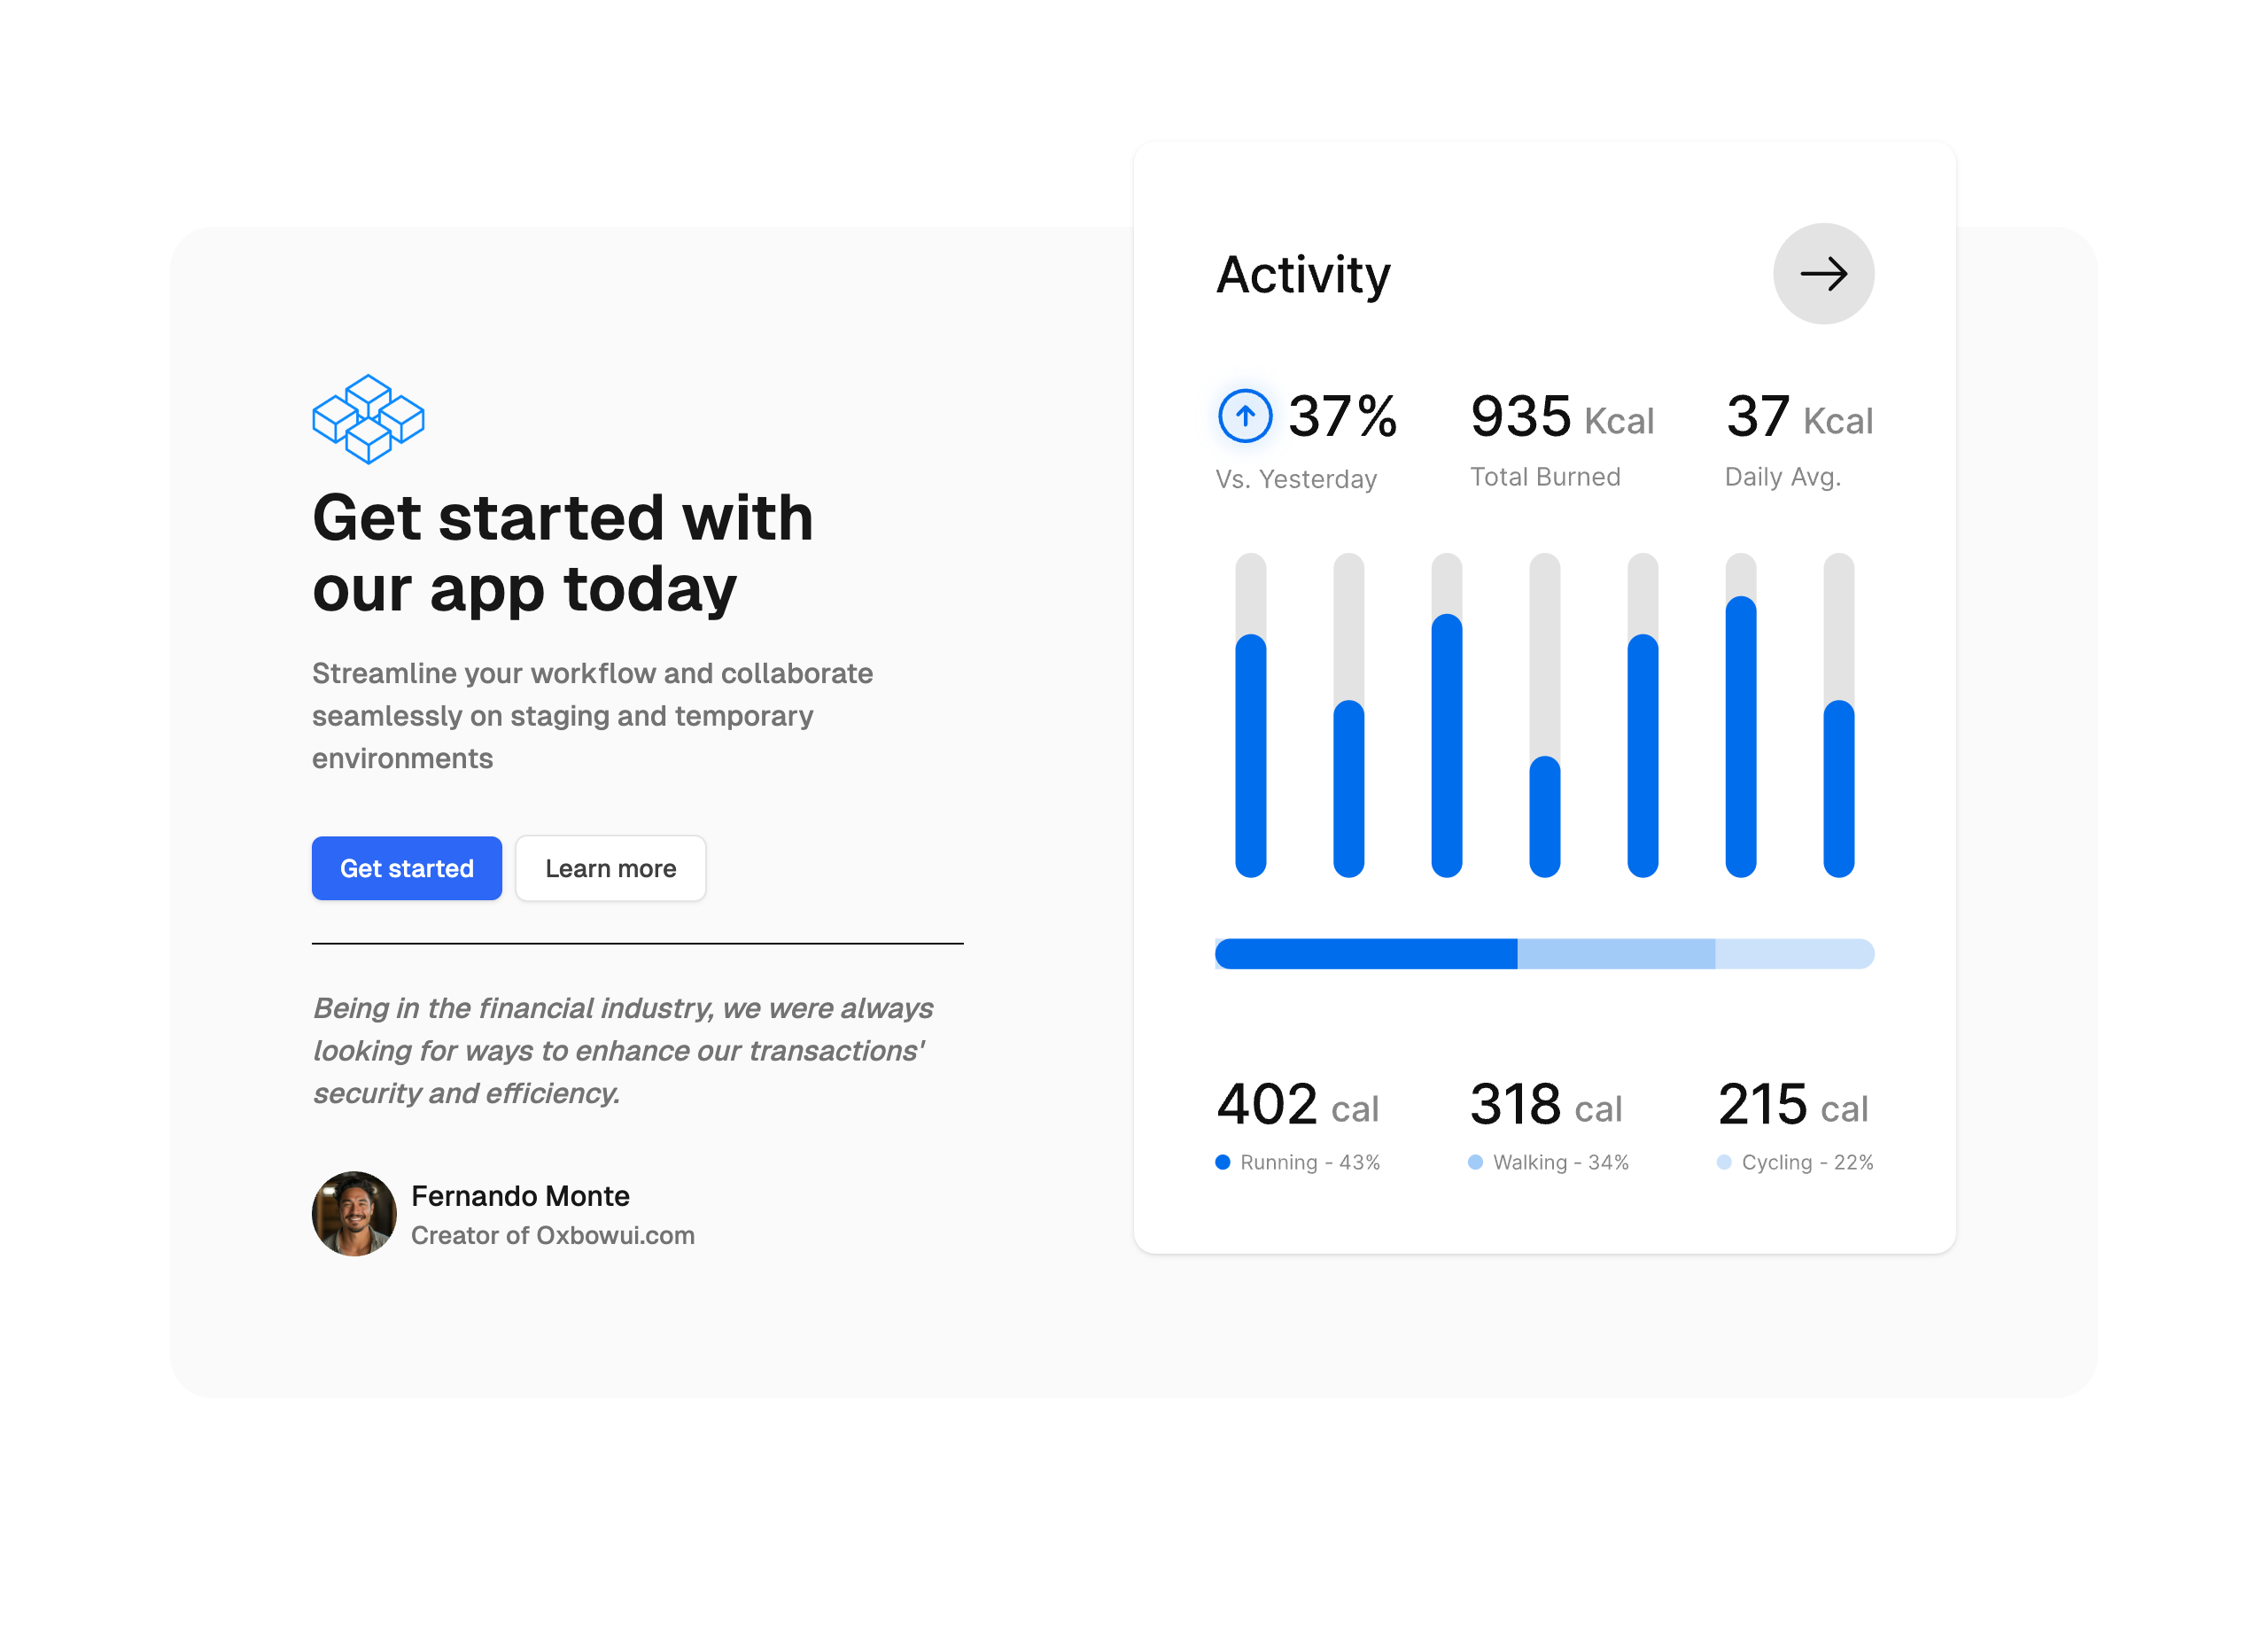 Get started with
our app today
Streamline your workflow and collaborate
seamlessly on staging and temporary
environments
Get started
Learn more
Being in the financial industry, we were always
looking for ways to enhance our transactions'
security and efficiency.
Fernando Monte
Creator of Oxbowui.com
Activity
37%
Vs. Yesterday
935 Kcal
Total Burned
37 Kcal
Daily Avg.
402 cal
Running - 43%
318 cal
Walking - 34%
215 cal
Cycling - 22%